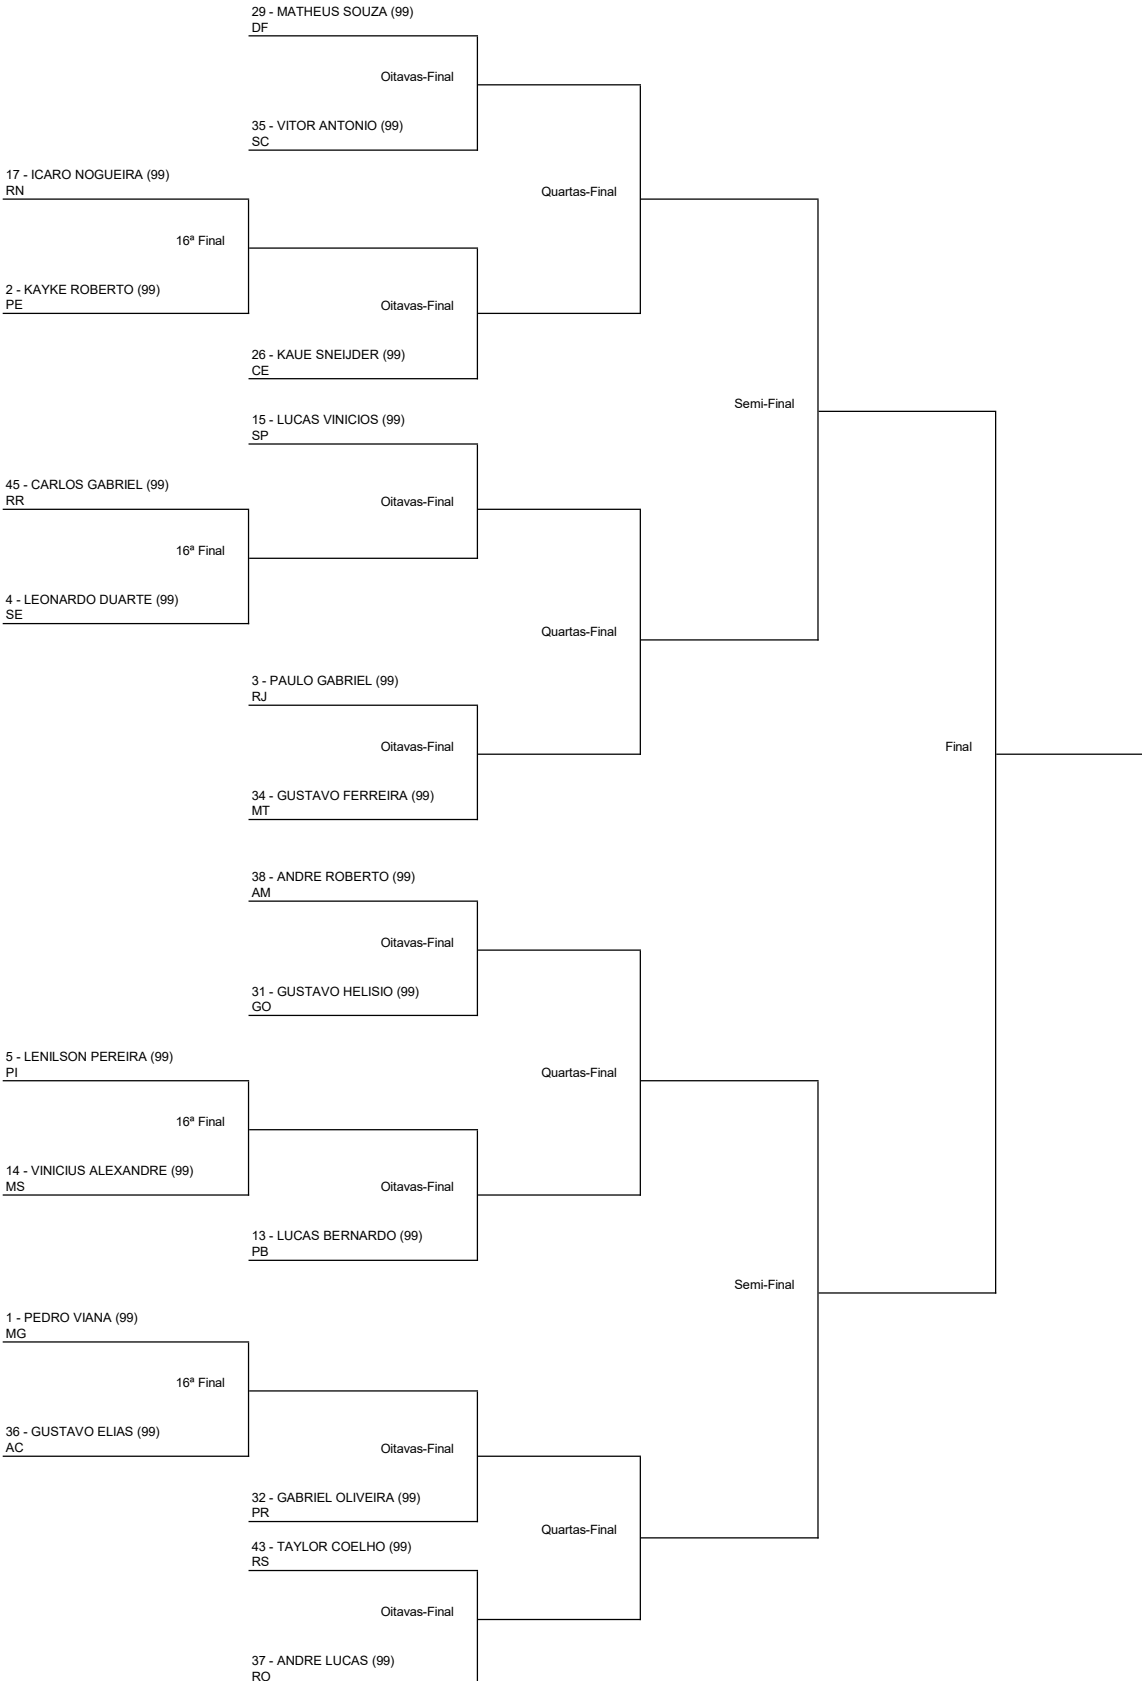 29 - MATHEUS SOUZA (99)
DF
Oitavas-Final
35 - VITOR ANTONIO (99)
SC
17 - ICARO NOGUEIRA (99)
RN
Quartas-Final
16ª Final
2 - KAYKE ROBERTO (99)
PE
Oitavas-Final
26 - KAUE SNEIJDER (99)
CE
Semi-Final
15 - LUCAS VINICIOS (99)
SP
45 - CARLOS GABRIEL (99)
RR
Oitavas-Final
16ª Final
4 - LEONARDO DUARTE (99)
SE
Quartas-Final
3 - PAULO GABRIEL (99)
RJ
Oitavas-Final
Final
34 - GUSTAVO FERREIRA (99)
MT
38 - ANDRE ROBERTO (99)
AM
Oitavas-Final
31 - GUSTAVO HELISIO (99)
GO
5 - LENILSON PEREIRA (99)
PI
Quartas-Final
16ª Final
14 - VINICIUS ALEXANDRE (99)
MS
Oitavas-Final
13 - LUCAS BERNARDO (99)
PB
Semi-Final
1 - PEDRO VIANA (99)
MG
16ª Final
36 - GUSTAVO ELIAS (99)
AC
Oitavas-Final
32 - GABRIEL OLIVEIRA (99)
PR
Quartas-Final
43 - TAYLOR COELHO (99)
RS
Oitavas-Final
37 - ANDRE LUCAS (99)
RO